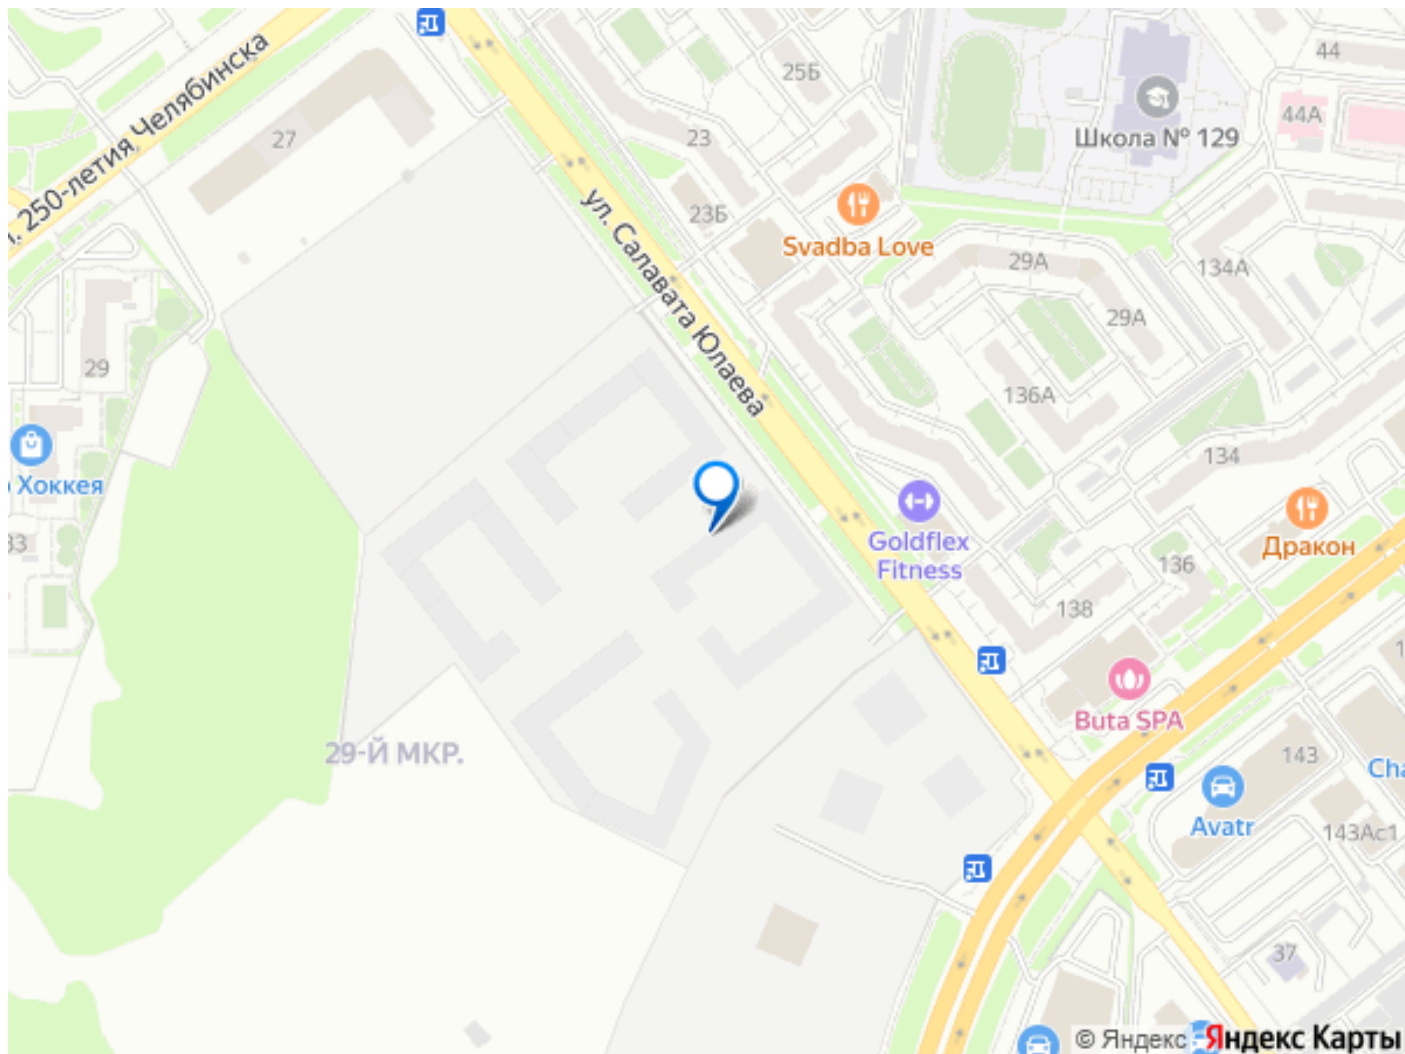 44
25Б
44А
27
23
Школа № 129
л. 250-летия Челябинска
23Б
ул. Салавата Юлаева
Svadba Love
29А
134А
29А
29
136А
134
Хоккея
Goldflex
Fitness
Дракон
33
136
138
Buta SPA
29-Й МКР.
143
Cha
Avatr
143Ас1
37
© Яндекс
Яндекс Карты